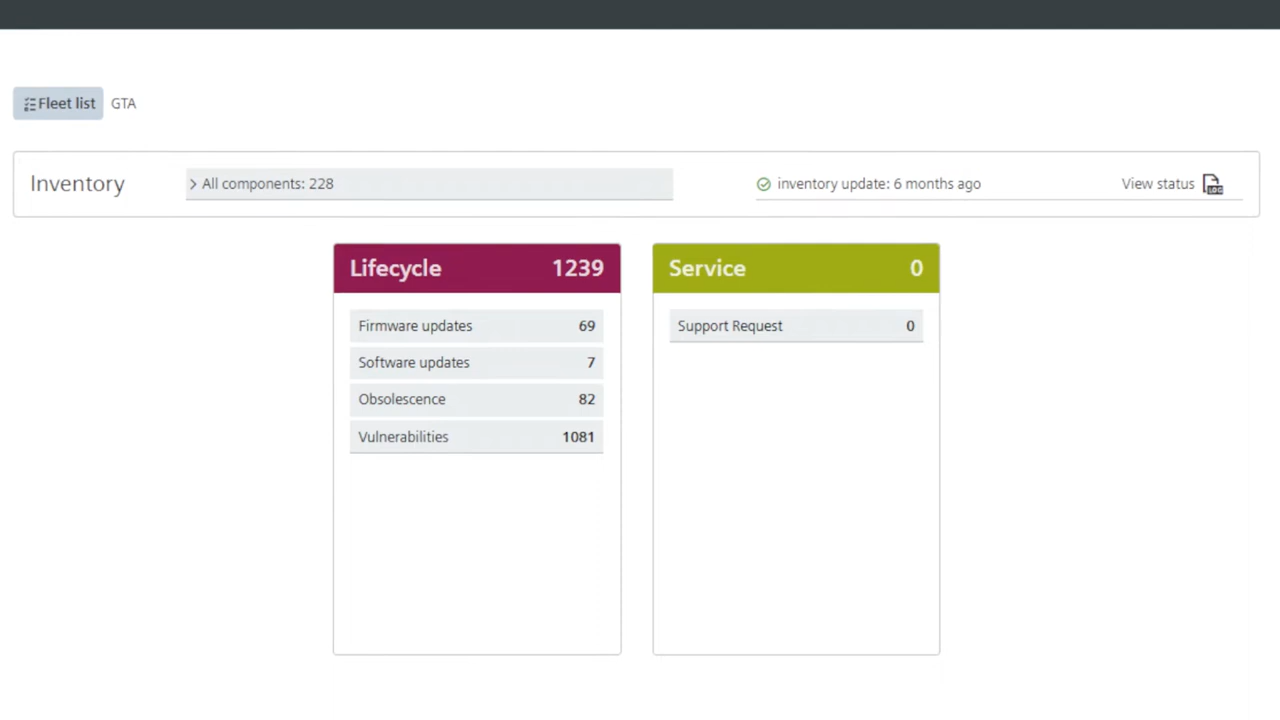 Fleet list GTA
Inventory > All components: 228 inventory update: 6 months ago View status LOG
Lifecycle 1239
Firmware updates 69
Software updates 7
Obsolescence 82
Vulnerabilities 1081
Service 0
Support Request 0